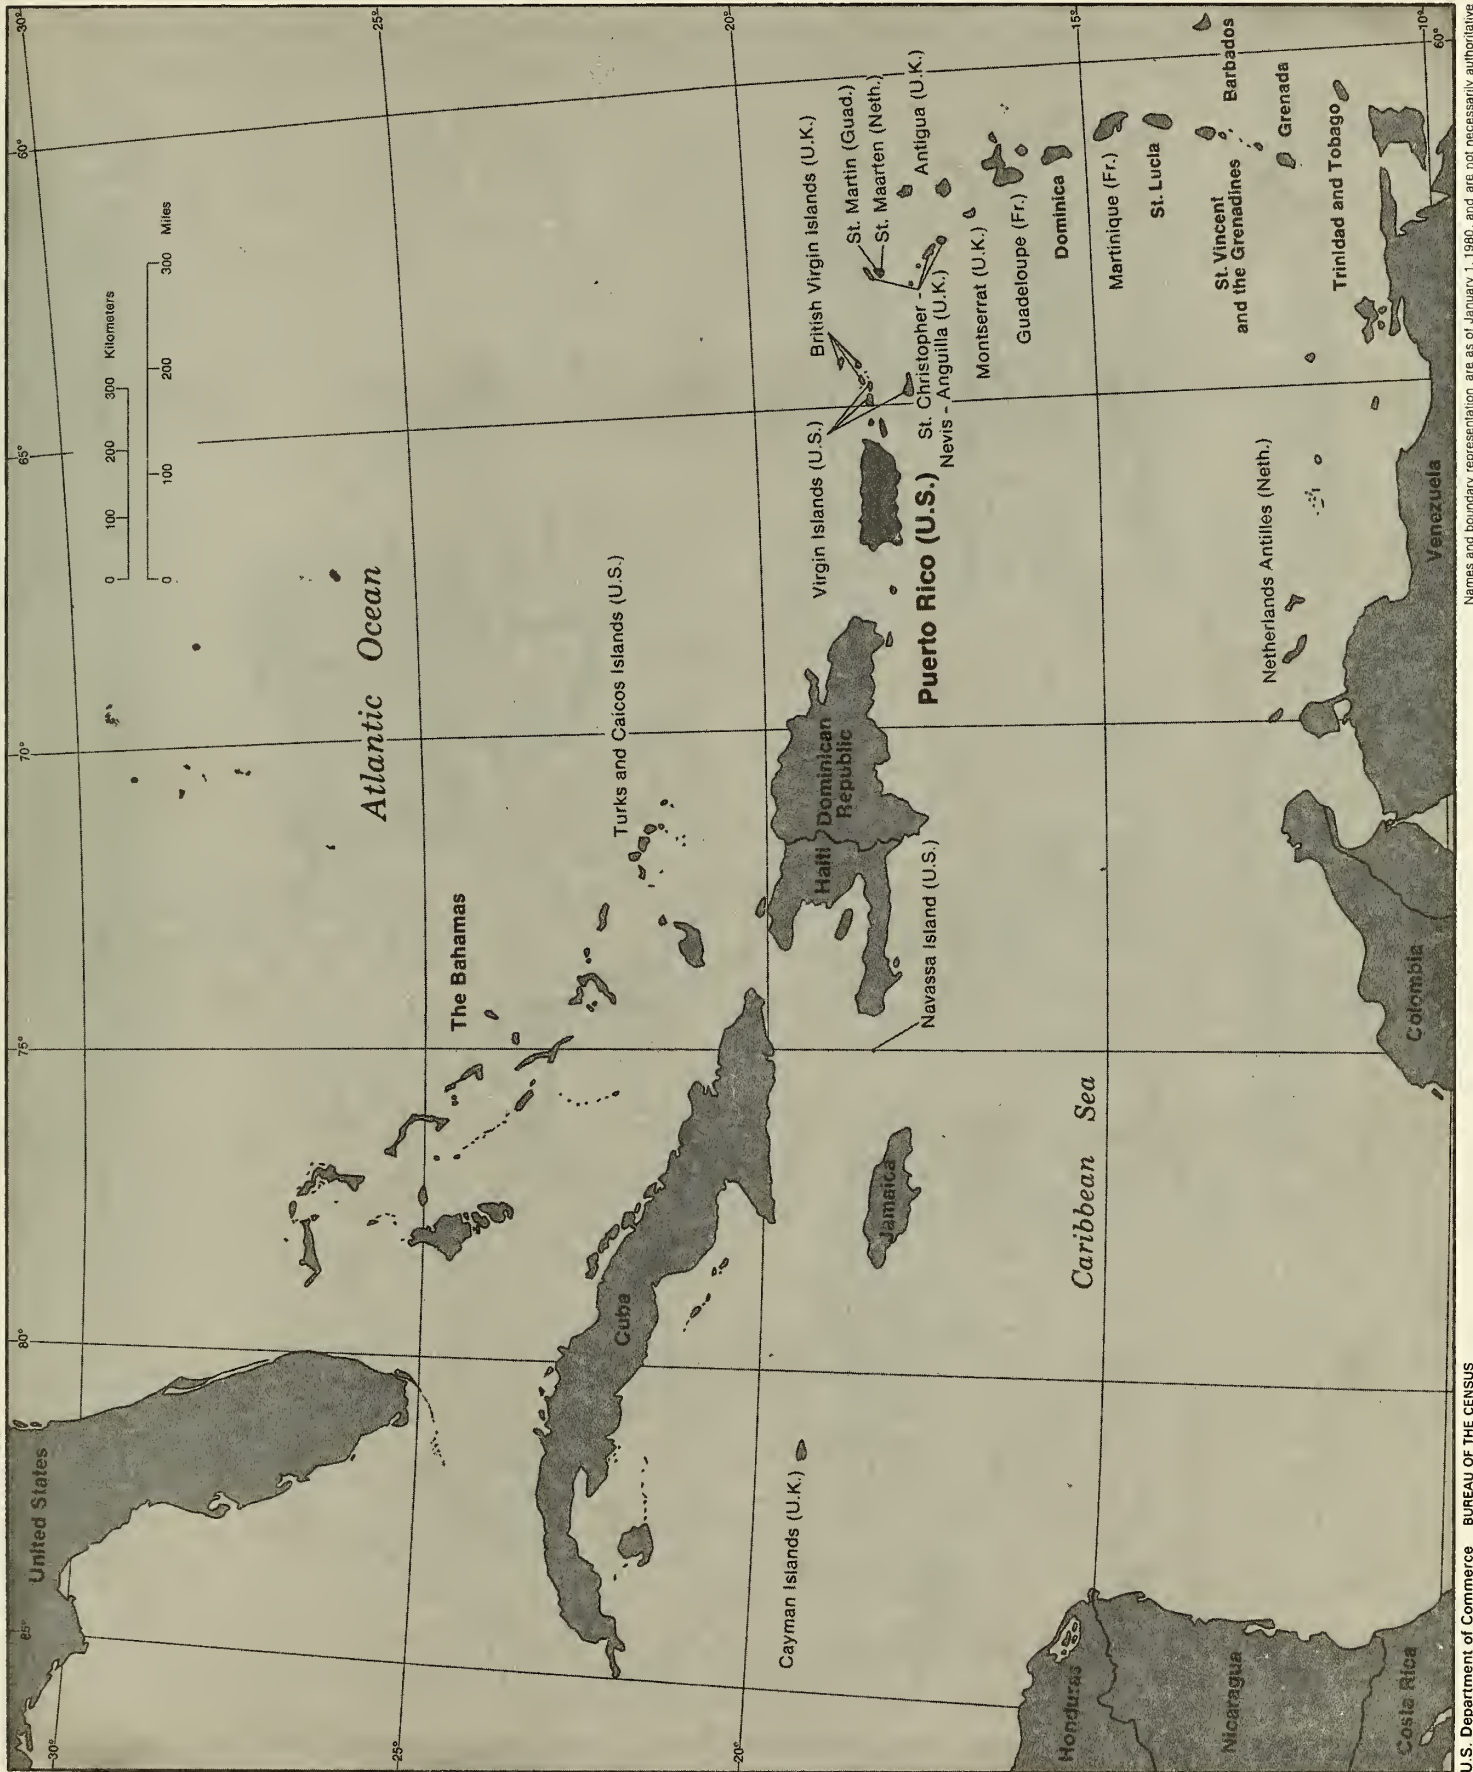 30°
25°
20°
15°
10°
60°
60°
65°
70°
75°
80°
85°
30°
25°
20°
0 100 200 300 Kilometers
0 100 200 300 Miles
Atlantic Ocean
United States
The Bahamas
Turks and Caicos Islands (U.S.)
Cuba
Cayman Islands (U.K.)
Jamaica
Navassa Island (U.S.)
Haiti
Dominican
Republic
Puerto Rico (U.S.)
Virgin Islands (U.S.)
British Virgin Islands (U.K.)
St. Martin (Guad.)
St. Maarten (Neth.)
St. Christopher -
Nevis - Anguilla (U.K.)
Antigua (U.K.)
Montserrat (U.K.)
Guadeloupe (Fr.)
Dominica
Martinique (Fr.)
St. Lucia
St. Vincent
and the Grenadines
Barbados
Grenada
Trinidad and Tobago
Netherlands Antilles (Neth.)
Caribbean Sea
Honduras
Nicaragua
Costa Rica
Colombia
Venezuela
U.S. Department of Commerce BUREAU OF THE CENSUS
Names and boundary representation are as of January 1, 1980, and are not necessarily authoritative